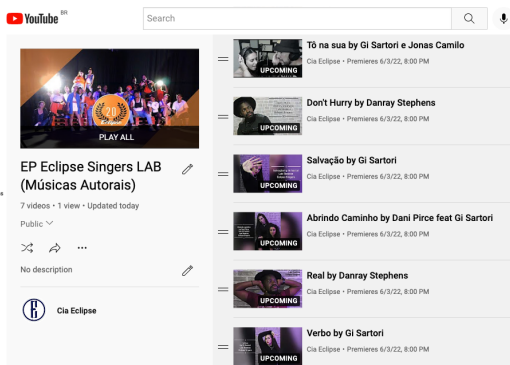 YouTube BR
Search
PLAY ALL
EP Eclipse Singers LAB
(Músicas Autorais)
7 videos • 1 view • Updated today
Public
No description
Cia Eclipse
UPCOMING
Tô na sua by Gi Sartori e Jonas Camilo
Cia Eclipse • Premieres 6/3/22, 8:00 PM
UPCOMING
Don't Hurry by Danray Stephens
Cia Eclipse • Premieres 6/3/22, 8:00 PM
UPCOMING
Salvação by Gi Sartori
Cia Eclipse • Premieres 6/3/22, 8:00 PM
UPCOMING
Abrindo Caminho by Dani Pirce feat Gi Sartori
Cia Eclipse • Premieres 6/3/22, 8:00 PM
UPCOMING
Real by Danray Stephens
Cia Eclipse • Premieres 6/3/22, 8:00 PM
UPCOMING
Verbo by Gi Sartori
Cia Eclipse • Premieres 6/3/22, 8:00 PM
UPCOMING